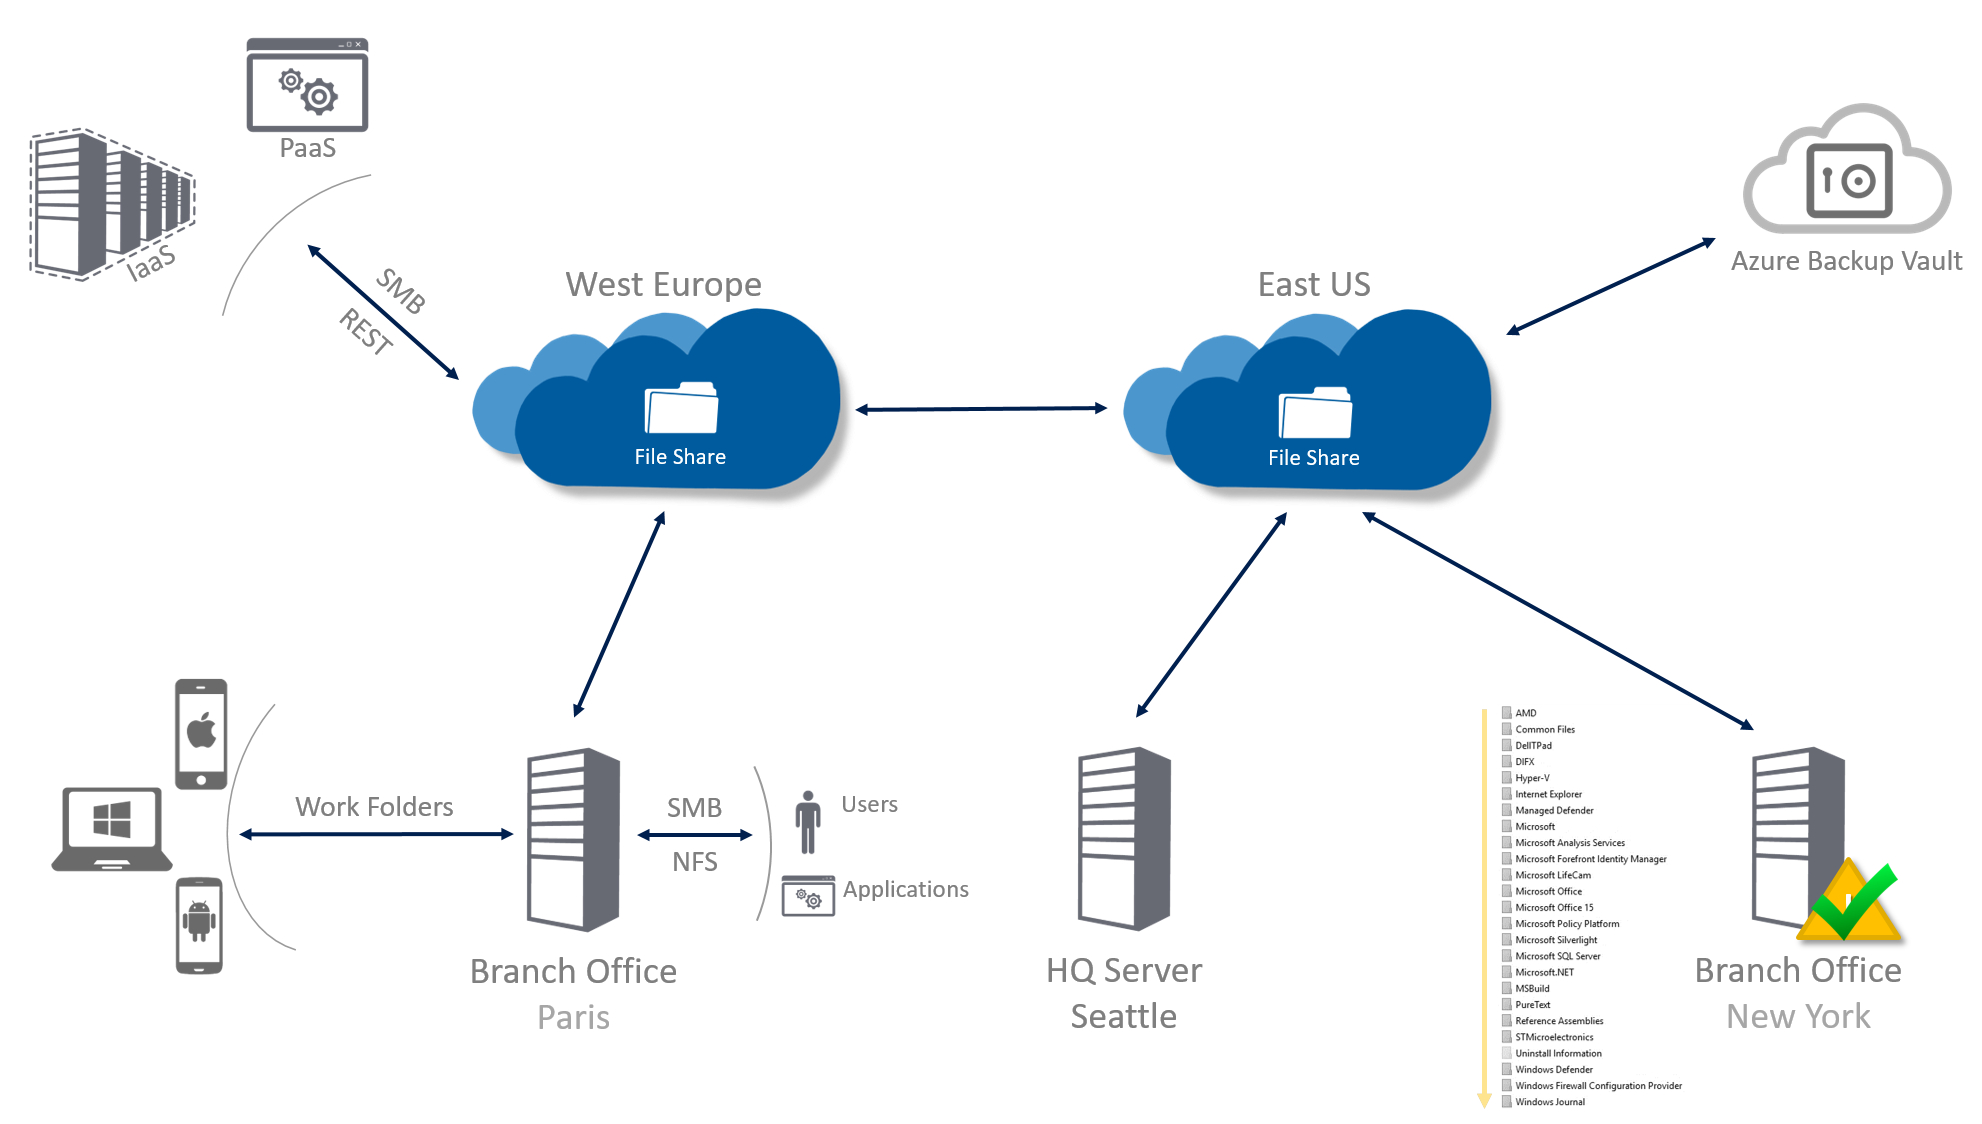 PaaS
IaaS
SMB
REST
West Europe
File Share
East US
File Share
Azure Backup Vault
Work Folders
SMB
NFS
Users
Applications
Branch Office
Paris
HQ Server
Seattle
AMD
Common Files
DellTPad
DIFX
Hyper-V
Internet Explorer
Managed Defender
Microsoft
Microsoft Analysis Services
Microsoft Forefront Identity Manager
Microsoft LifeCam
Microsoft Office
Microsoft Office 15
Microsoft Policy Platform
Microsoft Silverlight
Microsoft SQL Server
Microsoft.NET
MSBuild
PureText
Reference Assemblies
STMicroelectronics
Uninstall Information
Windows Defender
Windows Firewall Configuration Provider
Windows Journal
Branch Office
New York